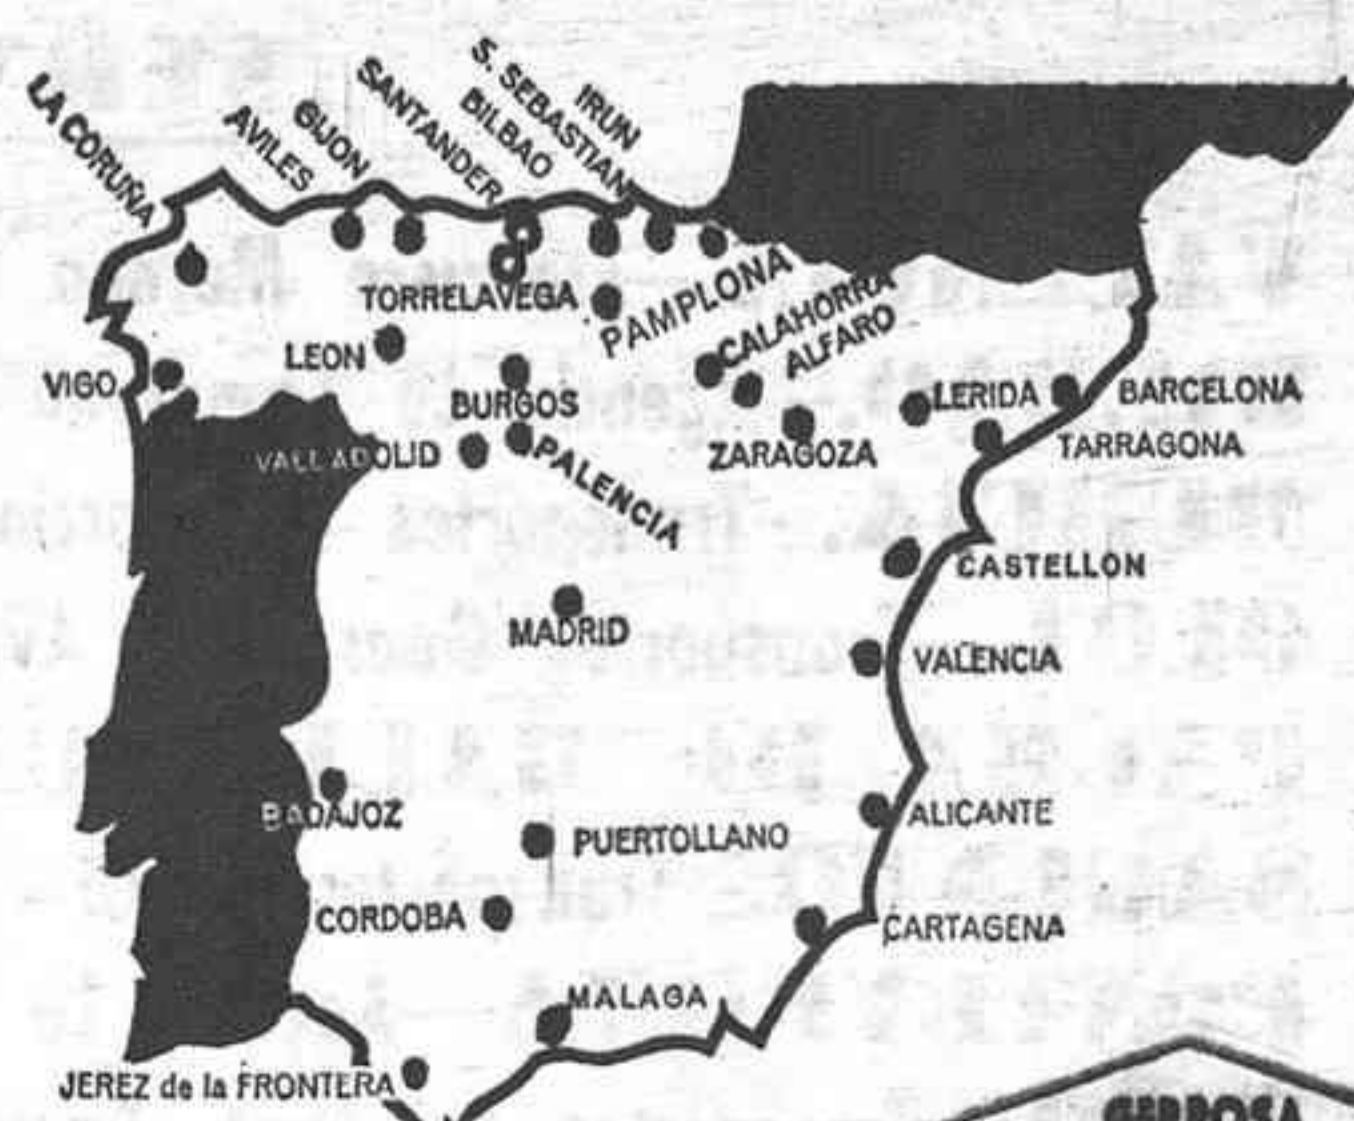 LA CORUÑA
AVILES
GIJON
SANTANDER
BILBAO
S. SEBASTIAN
IRUN
TORRELAVEGA
PAMPLONA
CALAHORRA
ALFARO
LEON
VIGO
BURGOS
LERIDA
BARCELONA
VALLADOLID
PALENCIA
ZARAGOZA
TARRAGONA
CASTELLON
MADRID
VALENCIA
BADAJOZ
PUERTOLLANO
ALICANTE
CORDOBA
CARTAGENA
MALAGA
JEREZ de la FRONTERA